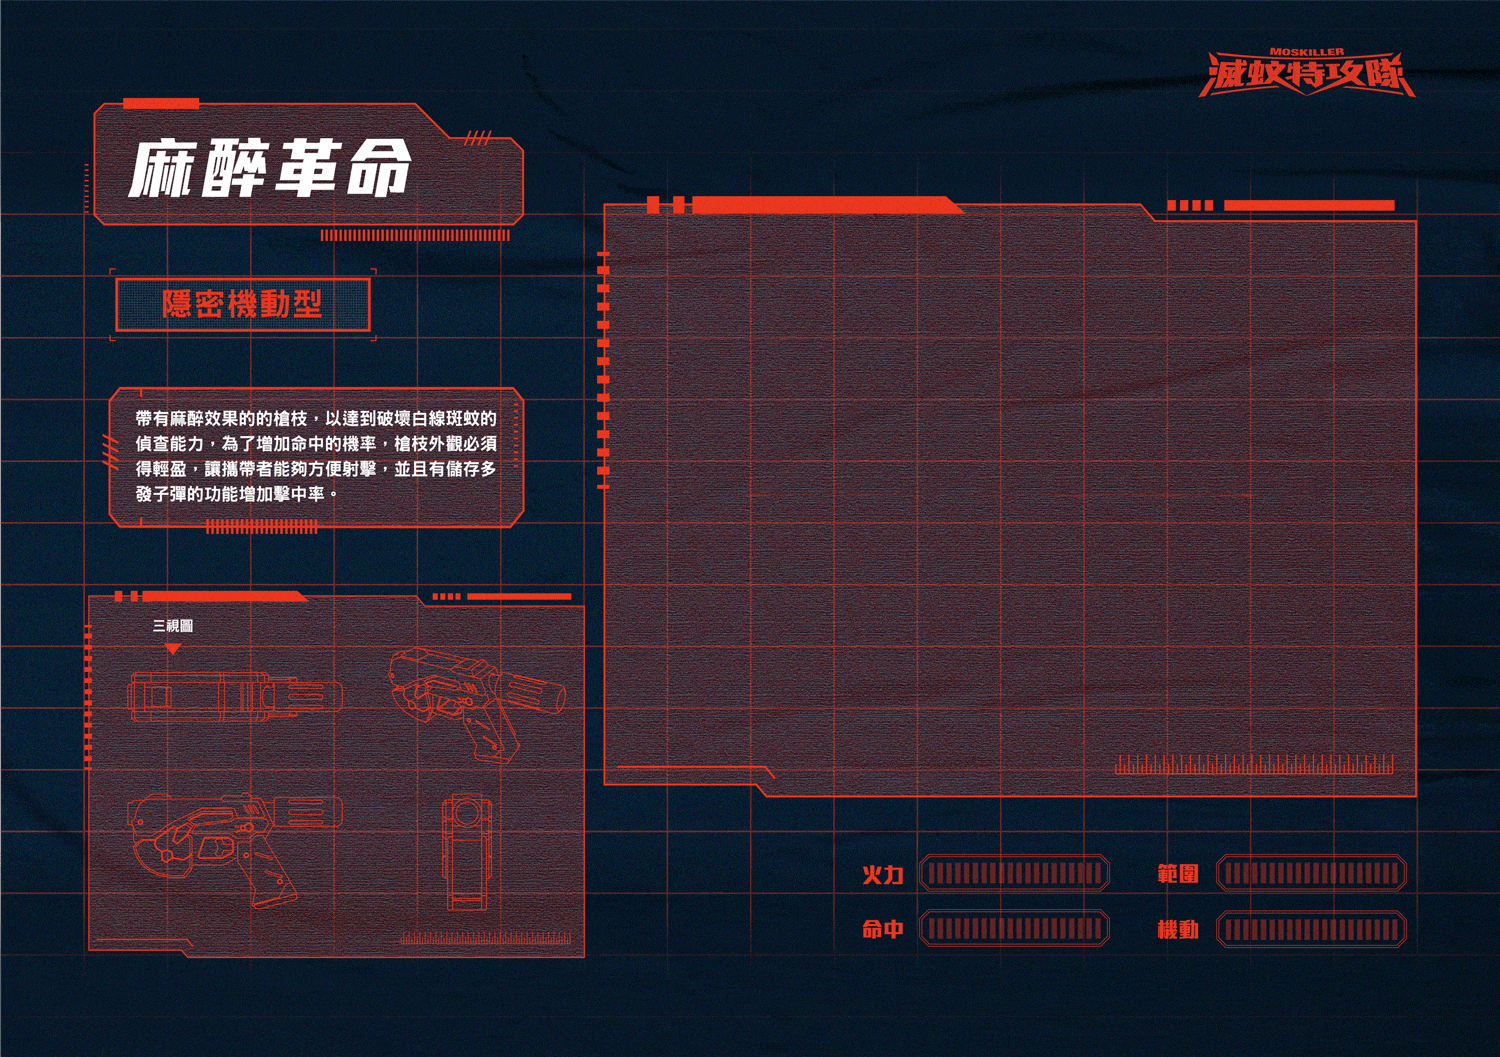 MOSKILLER
滅蚊特攻隊
麻醉革命
隱密機動型
帶有麻醉效果的的槍枝，以達到破壞白線斑蚊的
偵查能力，為了增加命中的機率，槍枝外觀必須
得輕盈，讓攜帶者能夠方便射擊，並且有儲存多
發子彈的功能增加擊中率。
三視圖
火力
範圍
命中
機動